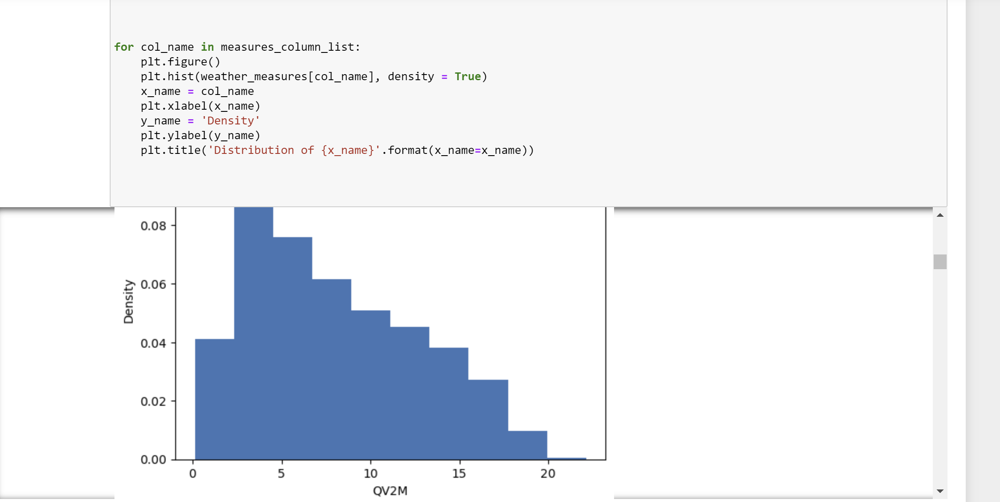 for col_name in measures_column_list:
    plt.figure()
    plt.hist(weather_measures[col_name], density = True)
    x_name = col_name
    plt.xlabel(x_name)
    y_name = 'Density'
    plt.ylabel(y_name)
    plt.title('Distribution of {x_name}'.format(x_name=x_name))
0.08
0.06
0.04
0.02
0.00
Density
0 5 10 15 20
QV2M